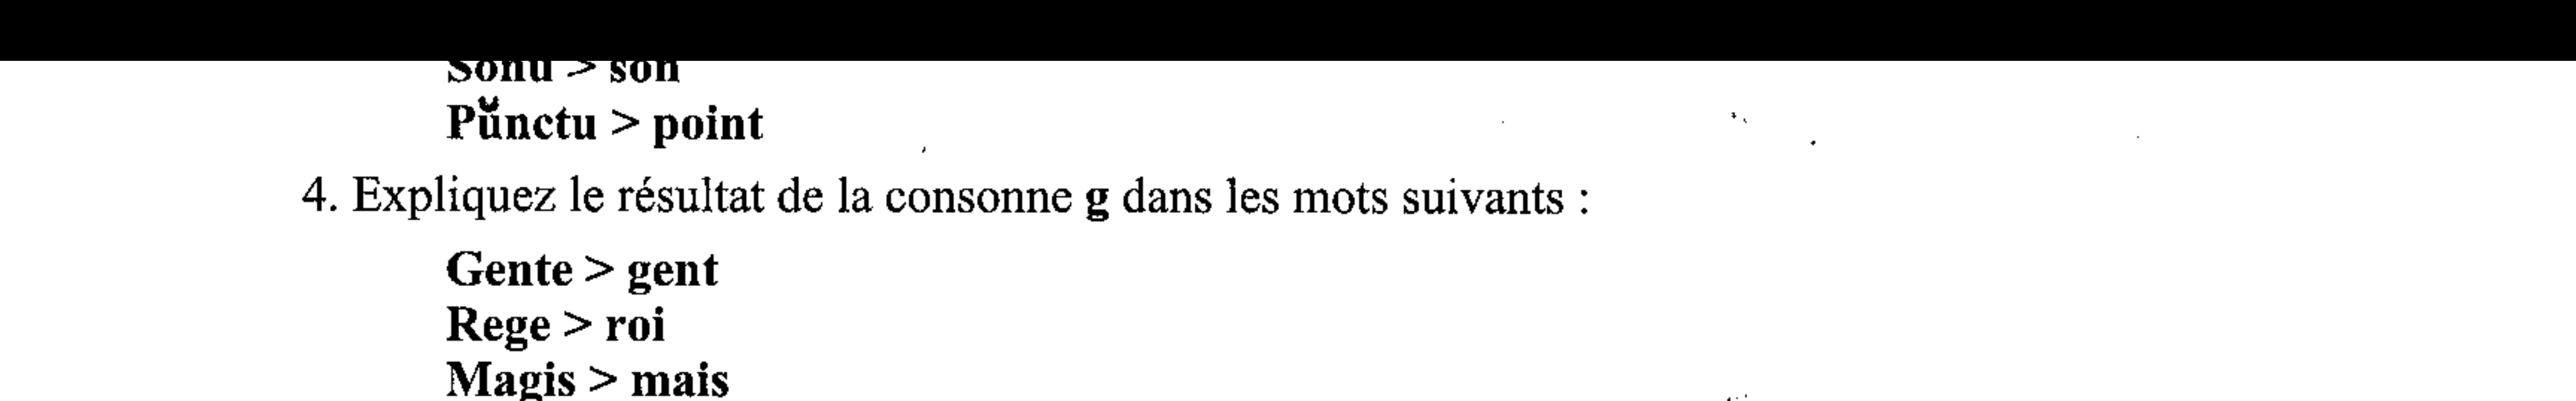 Sonu > son
Pŭnctu > point
4. Expliquez le résultat de la consonne g dans les mots suivants :
Gente > gent
Rege > roi
Magis > mais